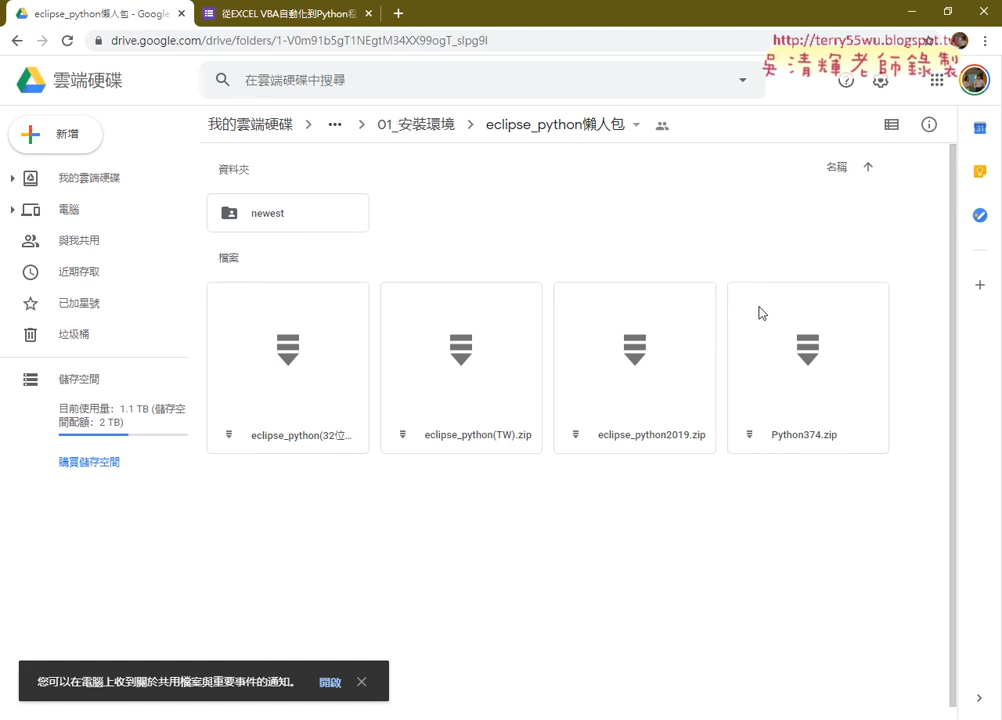 eclipse_python懶人包 - Google
從EXCEL VBA自動化到Python程
drive.google.com/drive/folders/1-V0m91b5gT1NEgtM34XX99ogT_sIpg9l
http://terry55wu.blogspot.tw
吳清輝老師錄製
雲端硬碟
在雲端硬碟中搜尋
新增
我的雲端硬碟
01_安裝環境
eclipse_python懶人包
31
資料夾
名稱
我的雲端硬碟
newest
電腦
與我共用
檔案
近期存取
已加星號
垃圾桶
儲存空間
目前使用量： 1.1 TB (儲存空
間配額： 2 TB)
eclipse_python(32位...
eclipse_python(TW).zip
eclipse_python2019.zip
Python374.zip
購買儲存空間
您可以在電腦上收到關於共用檔案與重要事件的通知。
開啟